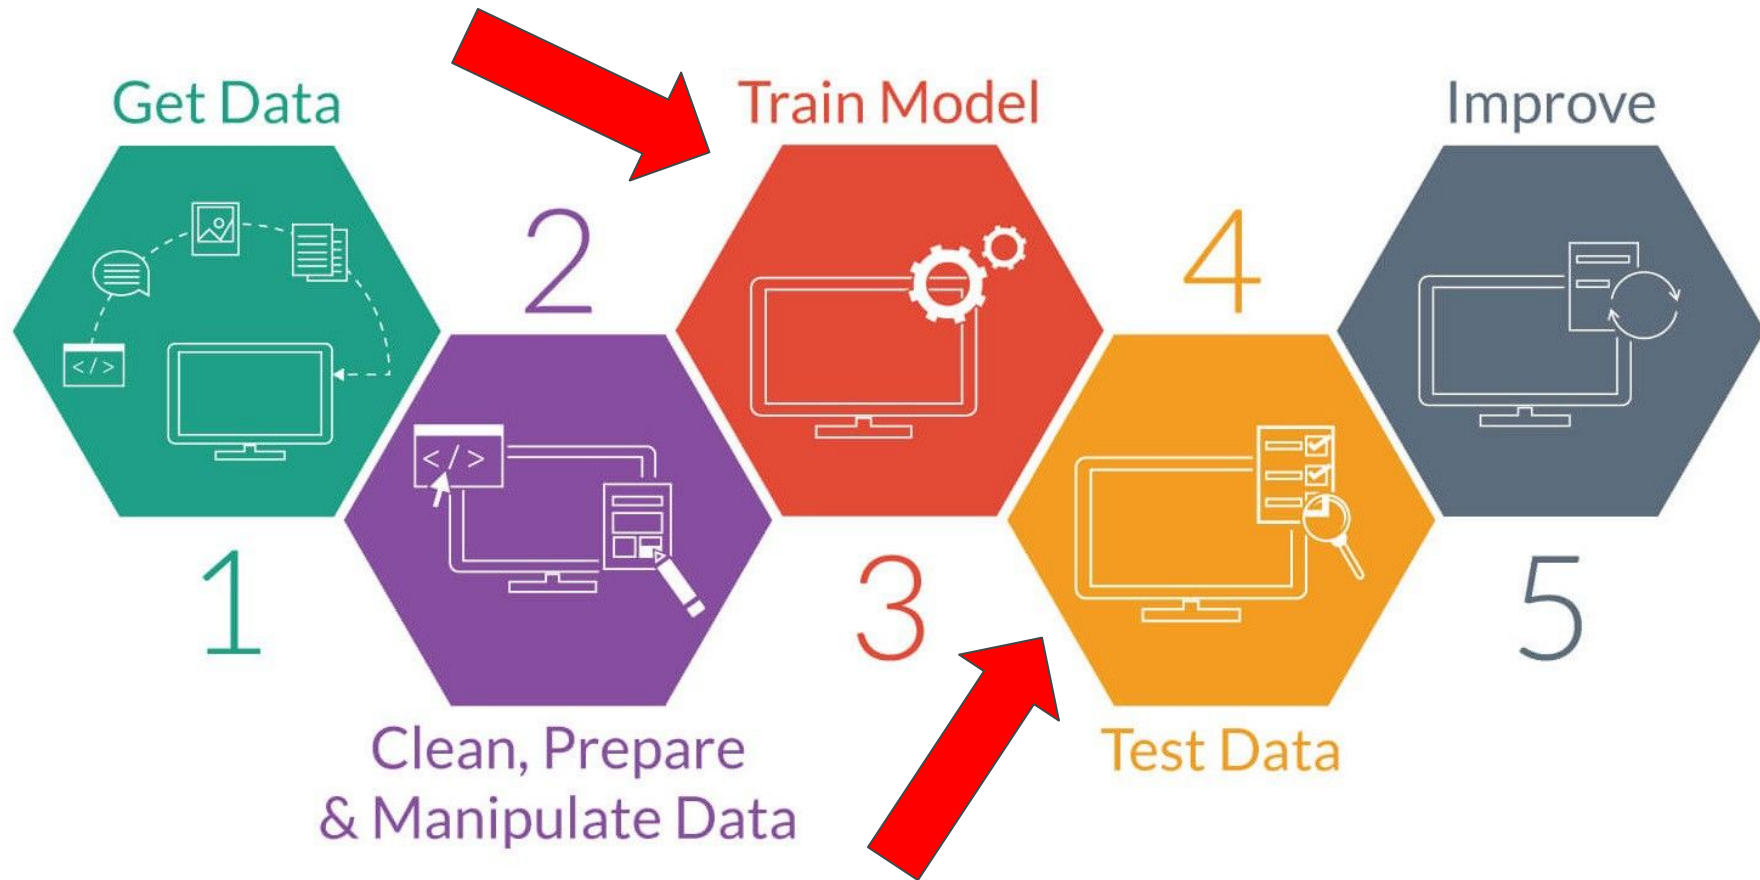 Get Data
1
2
Clean, Prepare
& Manipulate Data
Train Model
3
4
Test Data
Improve
5
</>
</>